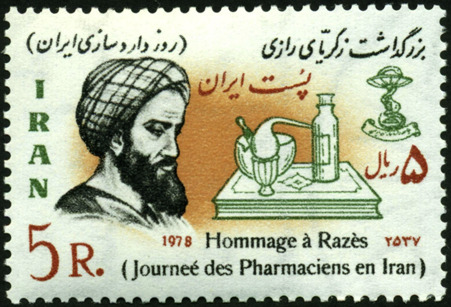 بزرگداشت زکریای رازی (روز داروسازی ایران)
پست ایران
IRAN
۵ ریال
5 R.
1978 Hommage à Razès ۲۵۳۷
(Journeé des Pharmaciens en Iran)